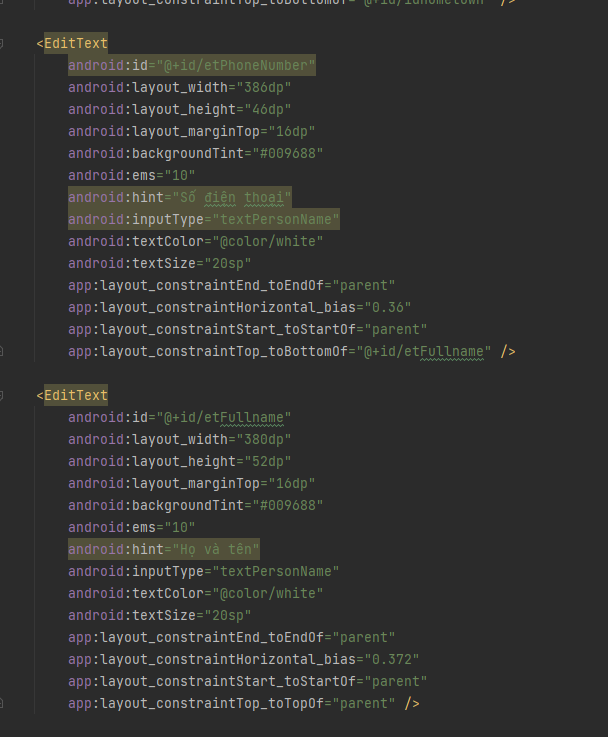 app:layout_constraintTop_toBottomOf="@+id/idHometown" />
<EditText
android:id="@+id/etPhoneNumber"
android:layout_width="386dp"
android:layout_height="46dp"
android:layout_marginTop="16dp"
android:backgroundTint="#009688"
android:ems="10"
android:hint="Số điện thoại"
android:inputType="textPersonName"
android:textColor="@color/white"
android:textSize="20sp"
app:layout_constraintEnd_toEndOf="parent"
app:layout_constraintHorizontal_bias="0.36"
app:layout_constraintStart_toStartOf="parent"
app:layout_constraintTop_toBottomOf="@+id/etFullname" />
<EditText
android:id="@+id/etFullname"
android:layout_width="380dp"
android:layout_height="52dp"
android:layout_marginTop="16dp"
android:backgroundTint="#009688"
android:ems="10"
android:hint="Họ và tên"
android:inputType="textPersonName"
android:textColor="@color/white"
android:textSize="20sp"
app:layout_constraintEnd_toEndOf="parent"
app:layout_constraintHorizontal_bias="0.372"
app:layout_constraintStart_toStartOf="parent"
app:layout_constraintTop_toTopOf="parent" />